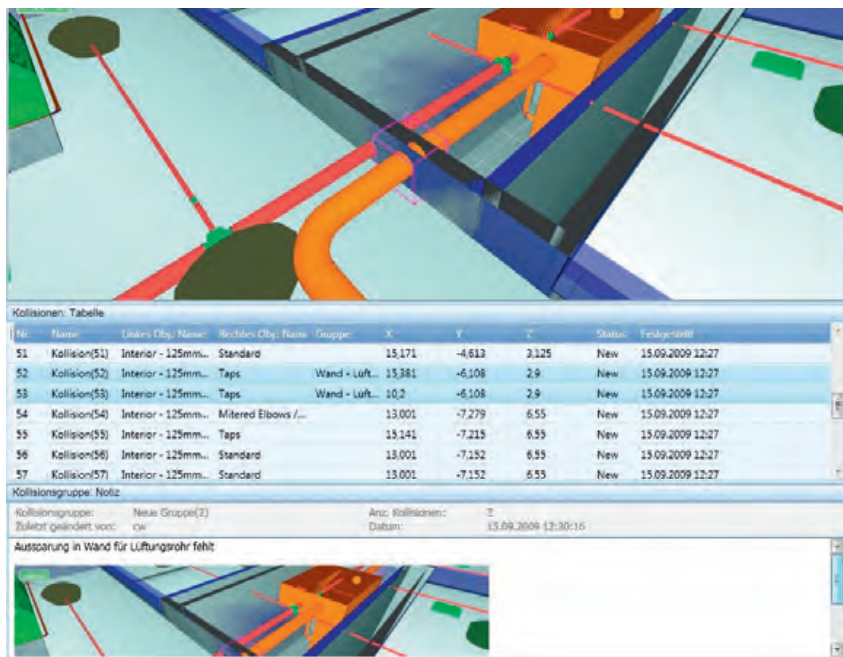 Kollisionen: Tabelle
Nr. Name Linkes Obj. Name Rechtes Obj. Name Gruppe X Y Z Status Festgestellt
51 Kollision(51) Interior - 125mm... Standard 15,171 -4,613 3,125 New 15.09.2009 12:27
52 Kollision(52) Interior - 125mm... Taps Wand - Lüft... 15,381 -6,108 2,9 New 15.09.2009 12:27
53 Kollision(53) Interior - 125mm... Taps Wand - Lüft... 10,2 -6,108 2,9 New 15.09.2009 12:27
54 Kollision(54) Interior - 125mm... Mitered Elbows /... 13,001 -7,279 6,55 New 15.09.2009 12:27
55 Kollision(55) Interior - 125mm... Taps 15,141 -7,215 6,55 New 15.09.2009 12:27
56 Kollision(56) Interior - 125mm... Standard 13,001 -7,152 6,55 New 15.09.2009 12:27
57 Kollision(57) Interior - 125mm... Standard 13,001 -7,152 6,55 New 15.09.2009 12:27
Kollisionsgruppe: Notiz
Kollisionsgruppe: Neue Gruppe(2) Anz. Kollisionen: 2
Zuletzt geändert von: cw Datum: 15.09.2009 12:30:16
Aussparung in Wand für Lüftungsrohr fehlt